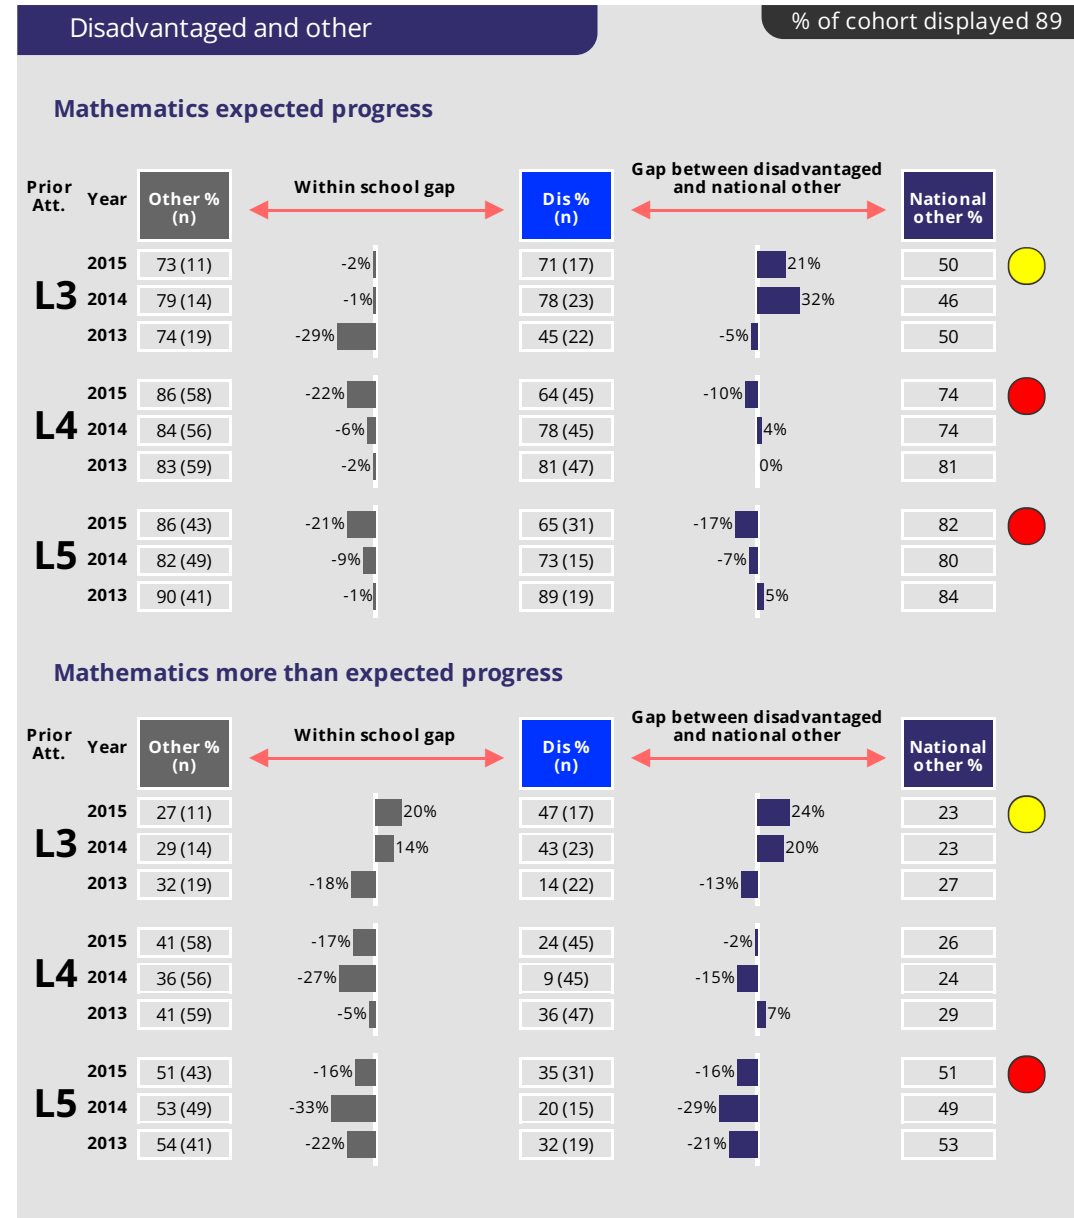 Disadvantaged and other
% of cohort displayed 89
Mathematics expected progress
Prior Att.
Year
Other % (n)
Within school gap
Dis % (n)
Gap between disadvantaged and national other
National other %
L3
2015 73 (11) -2% 71 (17) 21% 50
2014 79 (14) -1% 78 (23) 32% 46
2013 74 (19) -29% 45 (22) -5% 50
L4
2015 86 (58) -22% 64 (45) -10% 74
2014 84 (56) -6% 78 (45) 4% 74
2013 83 (59) -2% 81 (47) 0% 81
L5
2015 86 (43) -21% 65 (31) -17% 82
2014 82 (49) -9% 73 (15) -7% 80
2013 90 (41) -1% 89 (19) 5% 84
Mathematics more than expected progress
Prior Att.
Year
Other % (n)
Within school gap
Dis % (n)
Gap between disadvantaged and national other
National other %
L3
2015 27 (11) 20% 47 (17) 24% 23
2014 29 (14) 14% 43 (23) 20% 23
2013 32 (19) -18% 14 (22) -13% 27
L4
2015 41 (58) -17% 24 (45) -2% 26
2014 36 (56) -27% 9 (45) -15% 24
2013 41 (59) -5% 36 (47) 7% 29
L5
2015 51 (43) -16% 35 (31) -16% 51
2014 53 (49) -33% 20 (15) -29% 49
2013 54 (41) -22% 32 (19) -21% 53